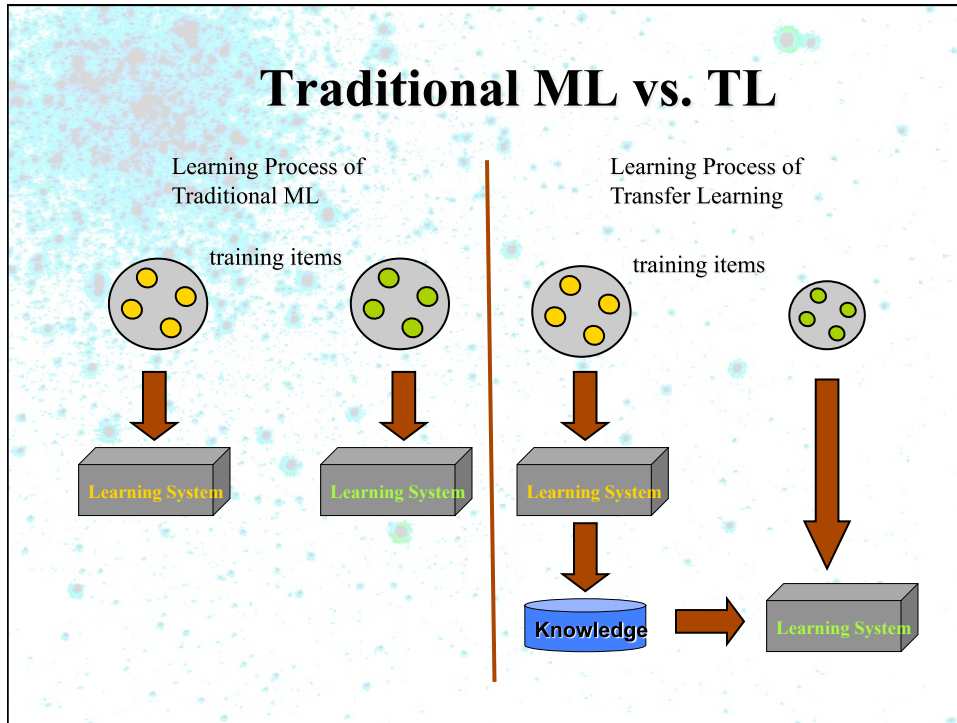 Traditional ML vs. TL
Learning Process of
Traditional ML
training items
Learning System
Learning System
Learning Process of
Transfer Learning
training items
Learning System
Knowledge
Learning System